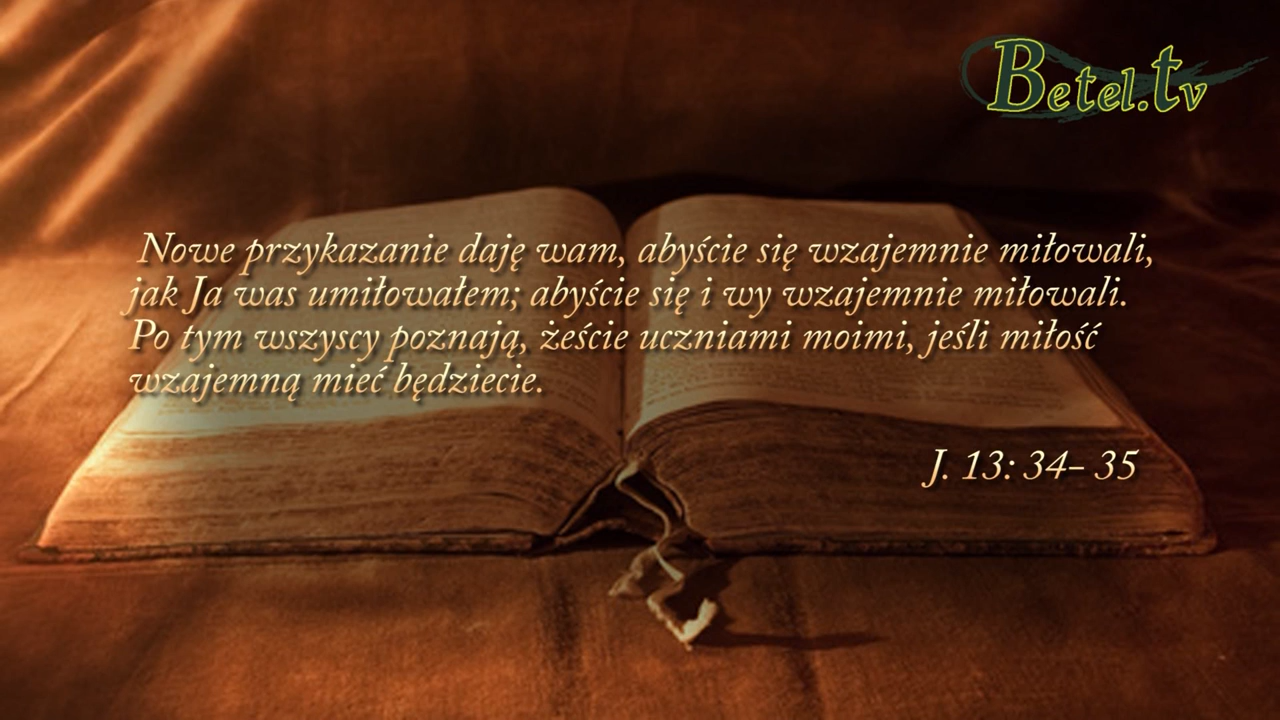 Betel.tv
Nowe przykazanie daję wam, abyście się wzajemnie miłowali,
jak Ja was umiłowałem; abyście się i wy wzajemnie miłowali.
Po tym wszyscy poznają, żeście uczniami moimi, jeśli miłość
wzajemną mieć będziecie.
J. 13: 34– 35